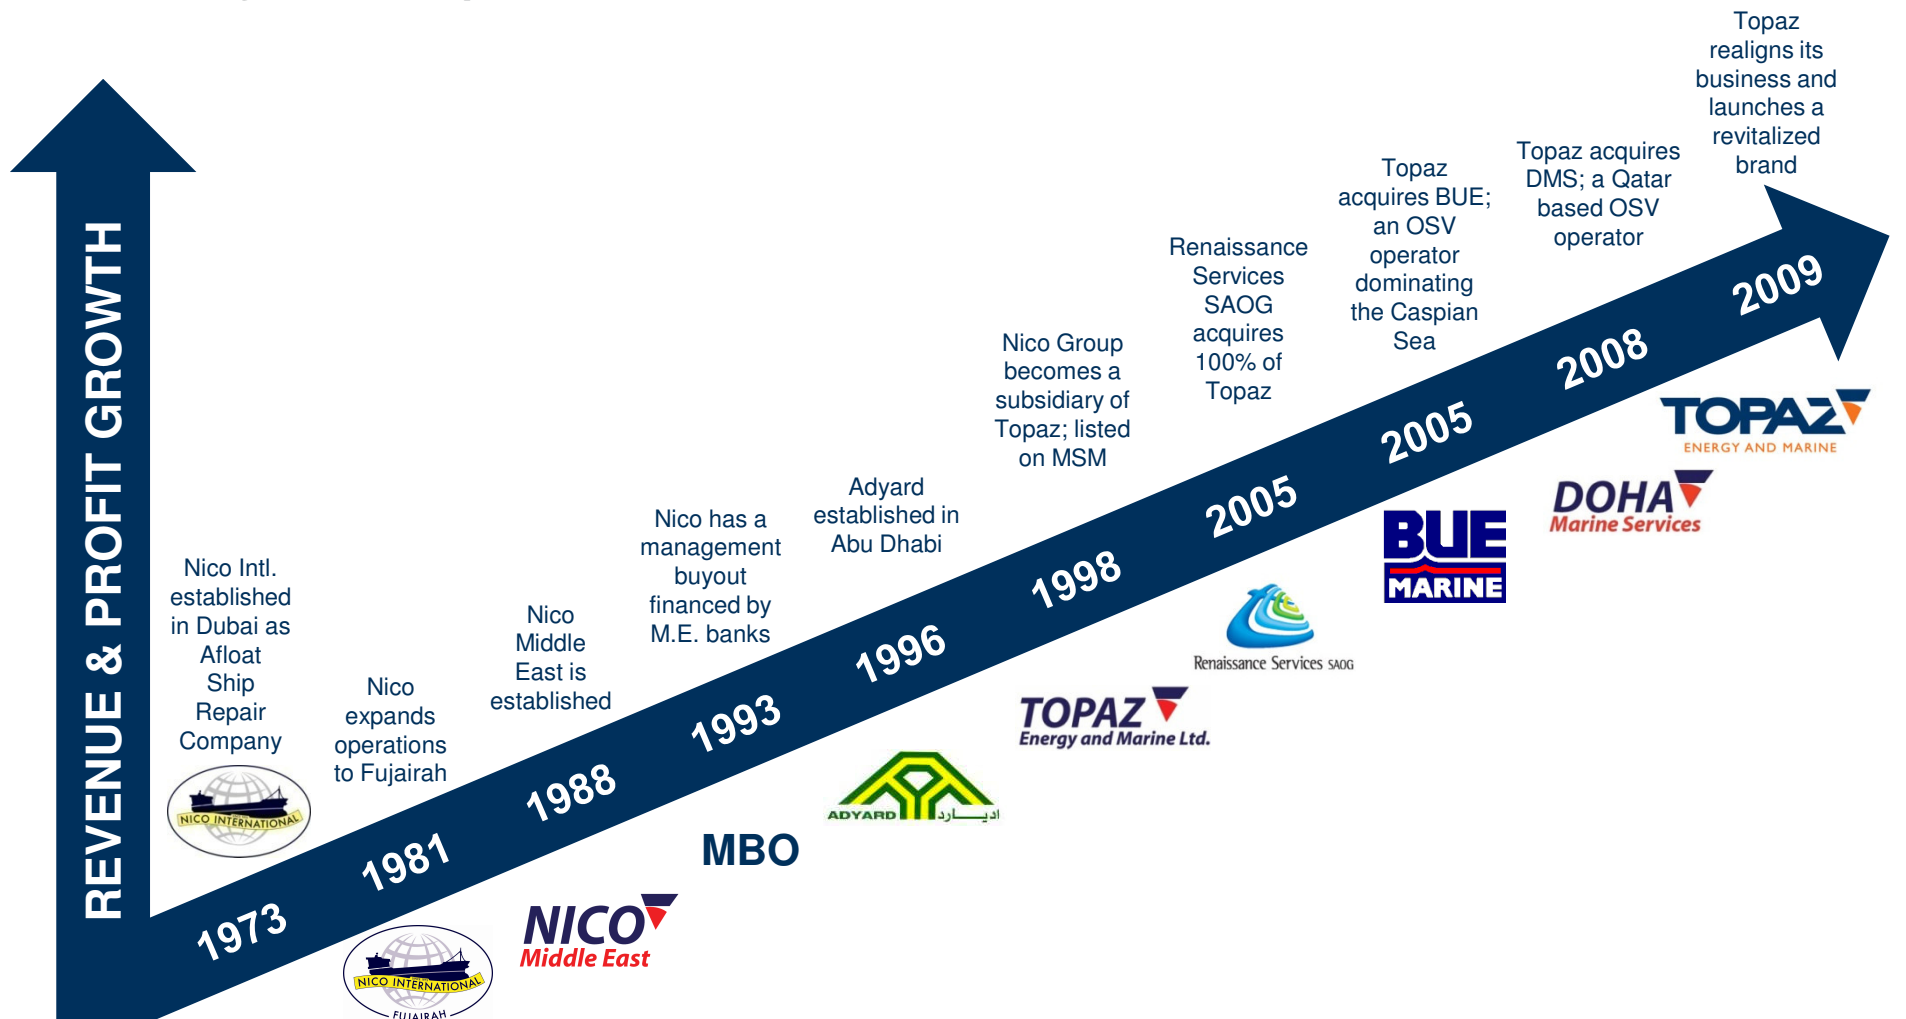 REVENUE & PROFIT GROWTH
Nico Intl.
established
in Dubai as
Afloat
Ship
Repair
Company
NICO INTERNATIONAL
1973
Nico
expands
operations
to Fujairah
1981
NICO INTERNATIONAL
FUJAIRAH
Nico
Middle
East is
established
1988
NICO
Middle East
Nico has a
management
buyout
financed by
M.E. banks
1993
MBO
Adyard
established in
Abu Dhabi
1996
ADYARD اديارد
Nico Group
becomes a
subsidiary of
Topaz; listed
on MSM
1998
TOPAZ
Energy and Marine Ltd.
Renaissance
Services
SAOG
acquires
100% of
Topaz
2005
Renaissance Services SAOG
Topaz
acquires BUE;
an OSV
operator
dominating
the Caspian
Sea
2005
BUE
MARINE
Topaz acquires
DMS; a Qatar
based OSV
operator
2008
DOHA
Marine Services
Topaz
realigns its
business and
launches a
revitalized
brand
2009
TOPAZ
ENERGY AND MARINE